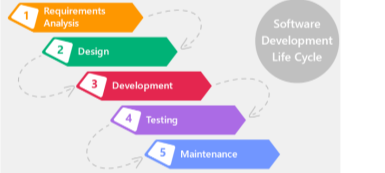 1 Requirements
Analysis
Software
Development
Life Cycle
2 Design
3 Development
4 Testing
5 Maintenance